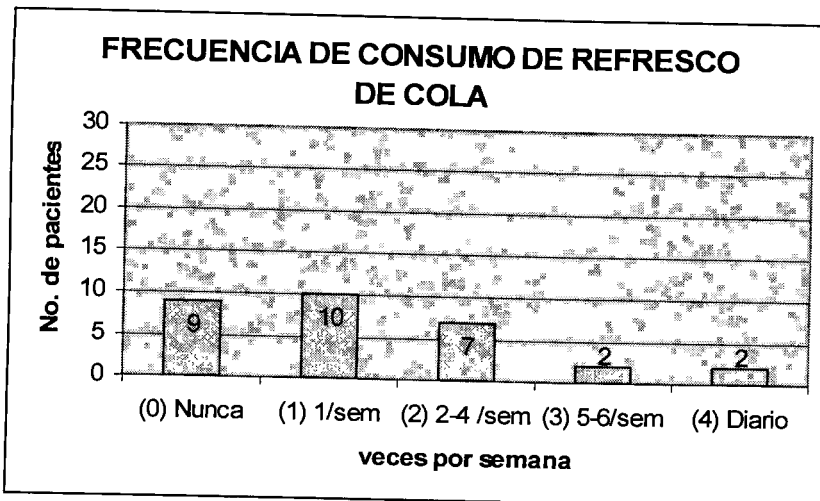 FRECUENCIA DE CONSUMO DE REFRESCO
DE COLA
No. de pacientes
30
25
20
15
10
5
0
9
10
7
2
2
(0) Nunca
(1) 1/sem
(2) 2-4 /sem
(3) 5-6/sem
(4) Diario
veces por semana